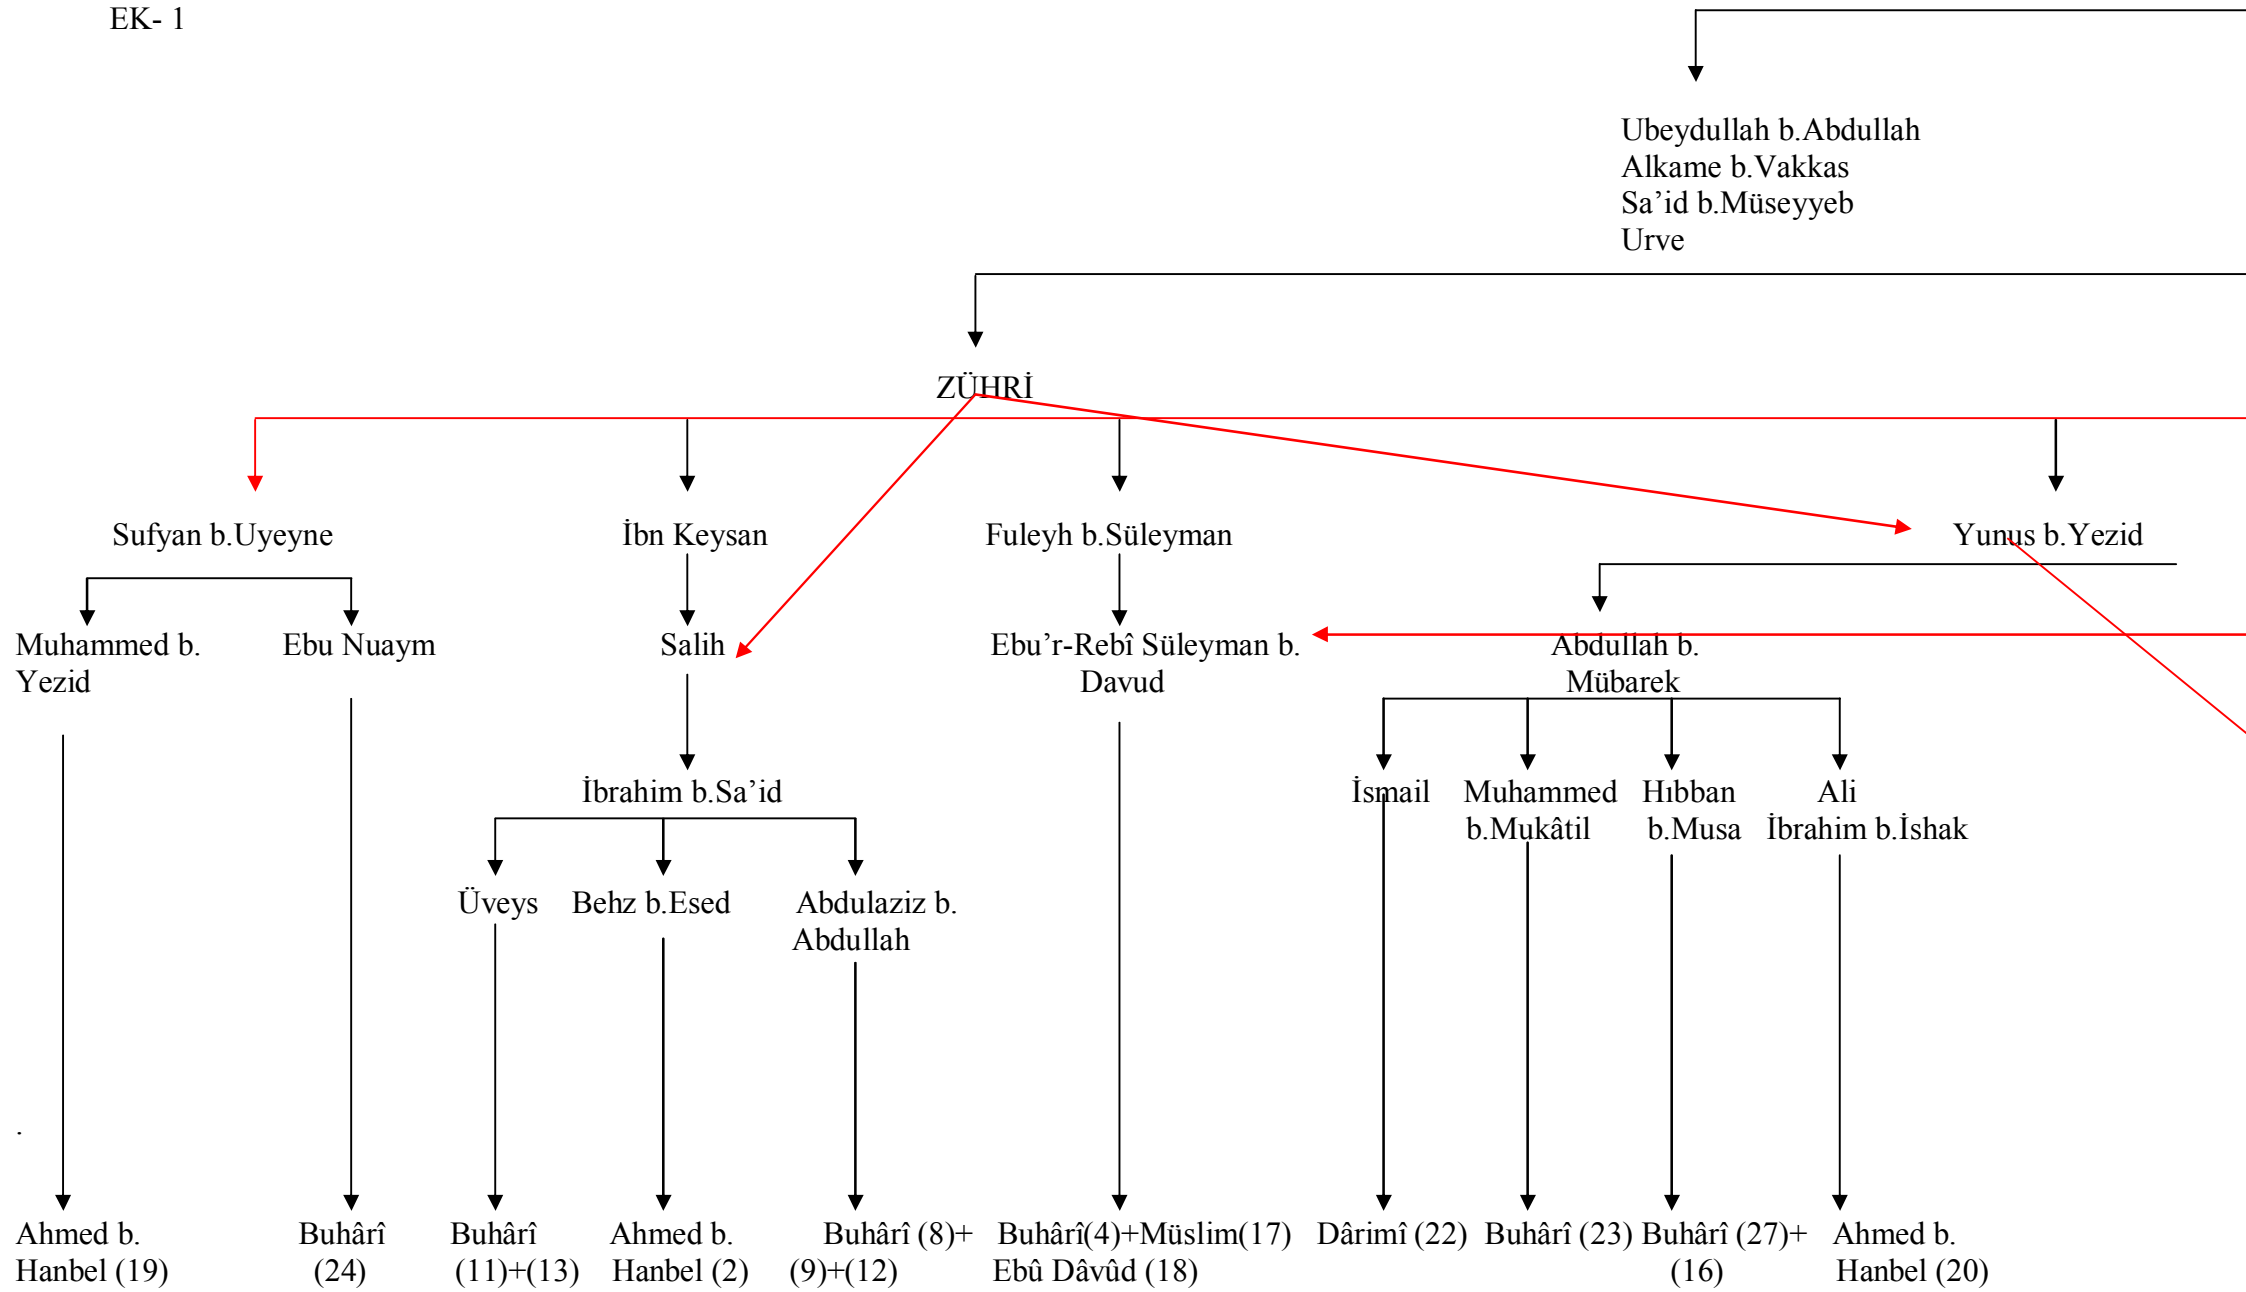 EK- 1
Ubeydullah b.Abdullah
Alkame b.Vakkas
Sa’id b.Müseyyeb
Urve
ZÜHRİ
Sufyan b.Uyeyne
İbn Keysan
Fuleyh b.Süleyman
Yunus b.Yezid
Muhammed b.
Yezid
Ebu Nuaym
Salih
Ebu’r-Rebî Süleyman b.
Davud
Abdullah b.
Mübarek
İbrahim b.Sa’id
İsmail
Muhammed
b.Mukâtil
Hıbban
b.Musa
Ali
İbrahim b.İshak
Üveys
Behz b.Esed
Abdulaziz b.
Abdullah
.
Ahmed b.
Hanbel (19)
Buhârî
(24)
Buhârî
(11)+(13)
Ahmed b.
Hanbel (2)
Buhârî (8)+
(9)+(12)
Buhârî(4)+Müslim(17)
Ebû Dâvûd (18)
Dârimî (22)
Buhârî (23)
Buhârî (27)+
(16)
Ahmed b.
Hanbel (20)